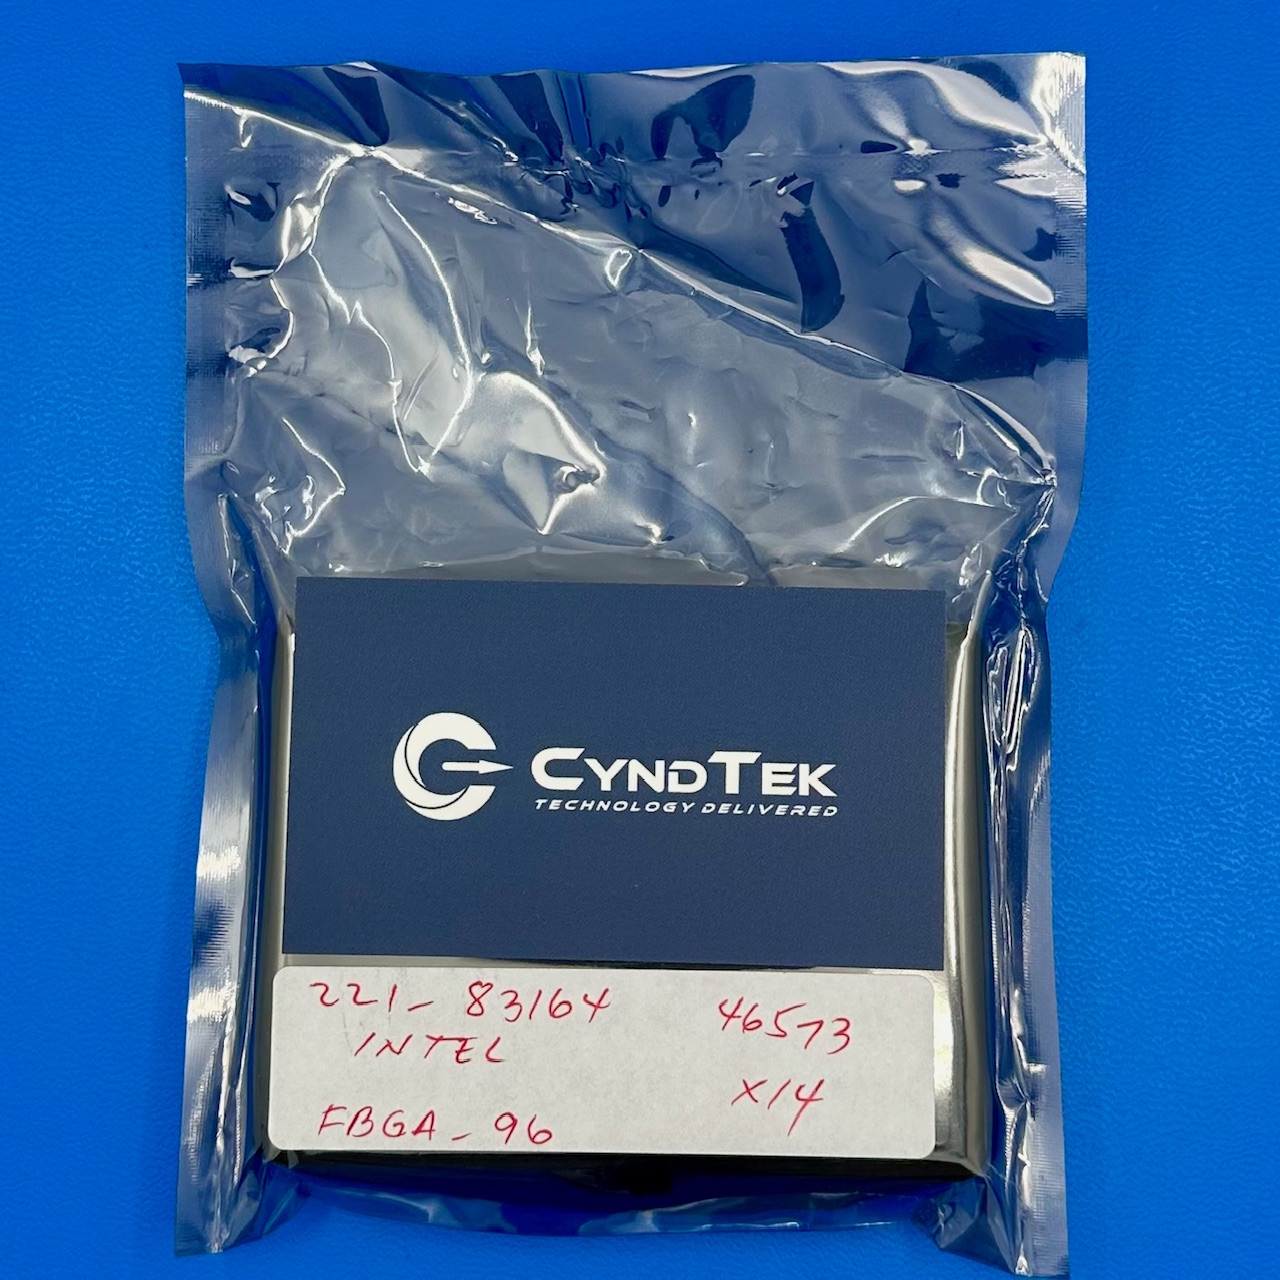 CYNDTEK
TECHNOLOGY DELIVERED
221-83164 46573
INTEL
X14
FBGA-96